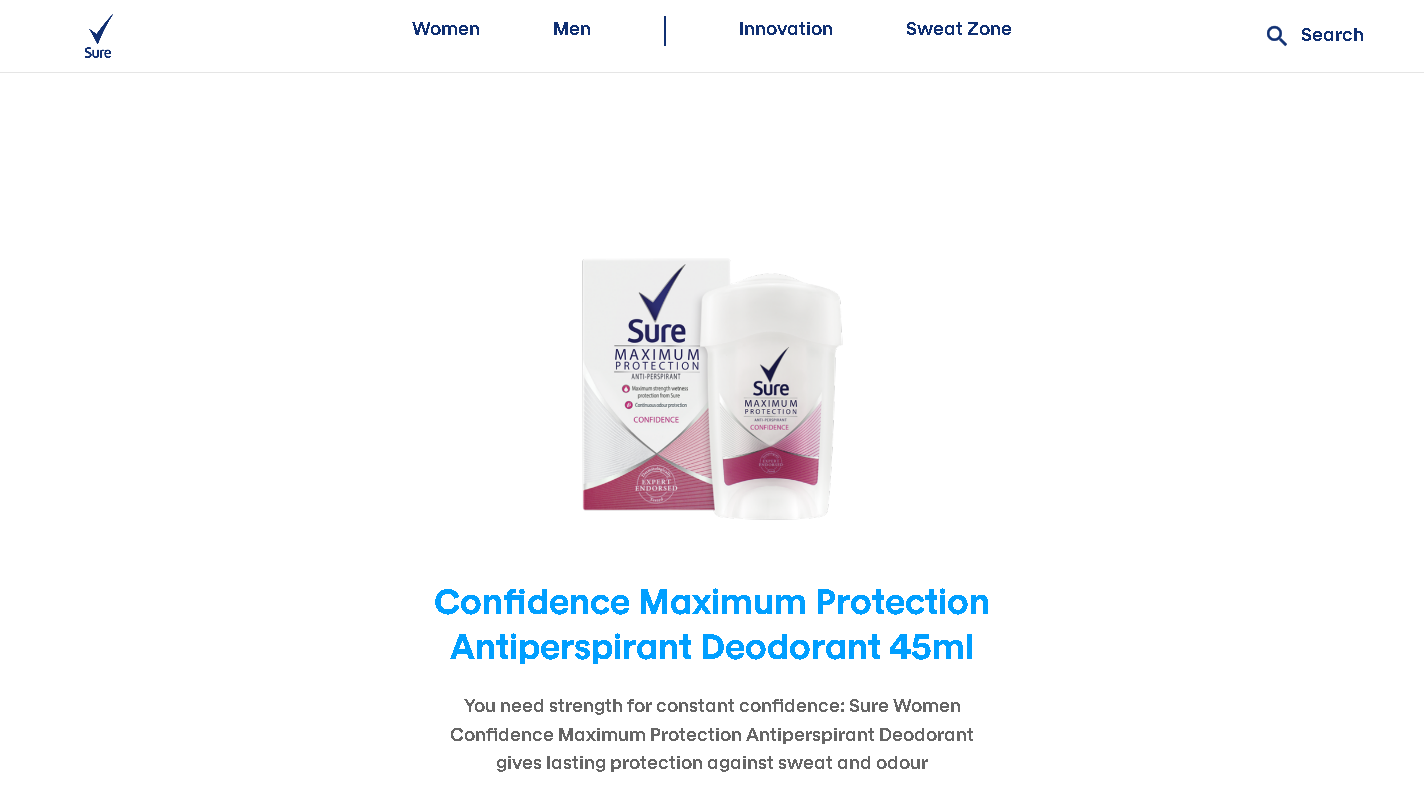 Sure
Women
Men
Innovation
Sweat Zone
Search
Sure
MAXIMUM
PROTECTION
ANTI-PERSPIRANT
Maximum strength wetness
protection from Sure
Continuous odour protection
CONFIDENCE
EXPERT
ENDORSED
Sure
MAXIMUM
PROTECTION
ANTI-PERSPIRANT
CONFIDENCE
EXPERT
ENDORSED
Confidence Maximum Protection
Antiperspirant Deodorant 45ml
You need strength for constant confidence: Sure Women
Confidence Maximum Protection Antiperspirant Deodorant
gives lasting protection against sweat and odour